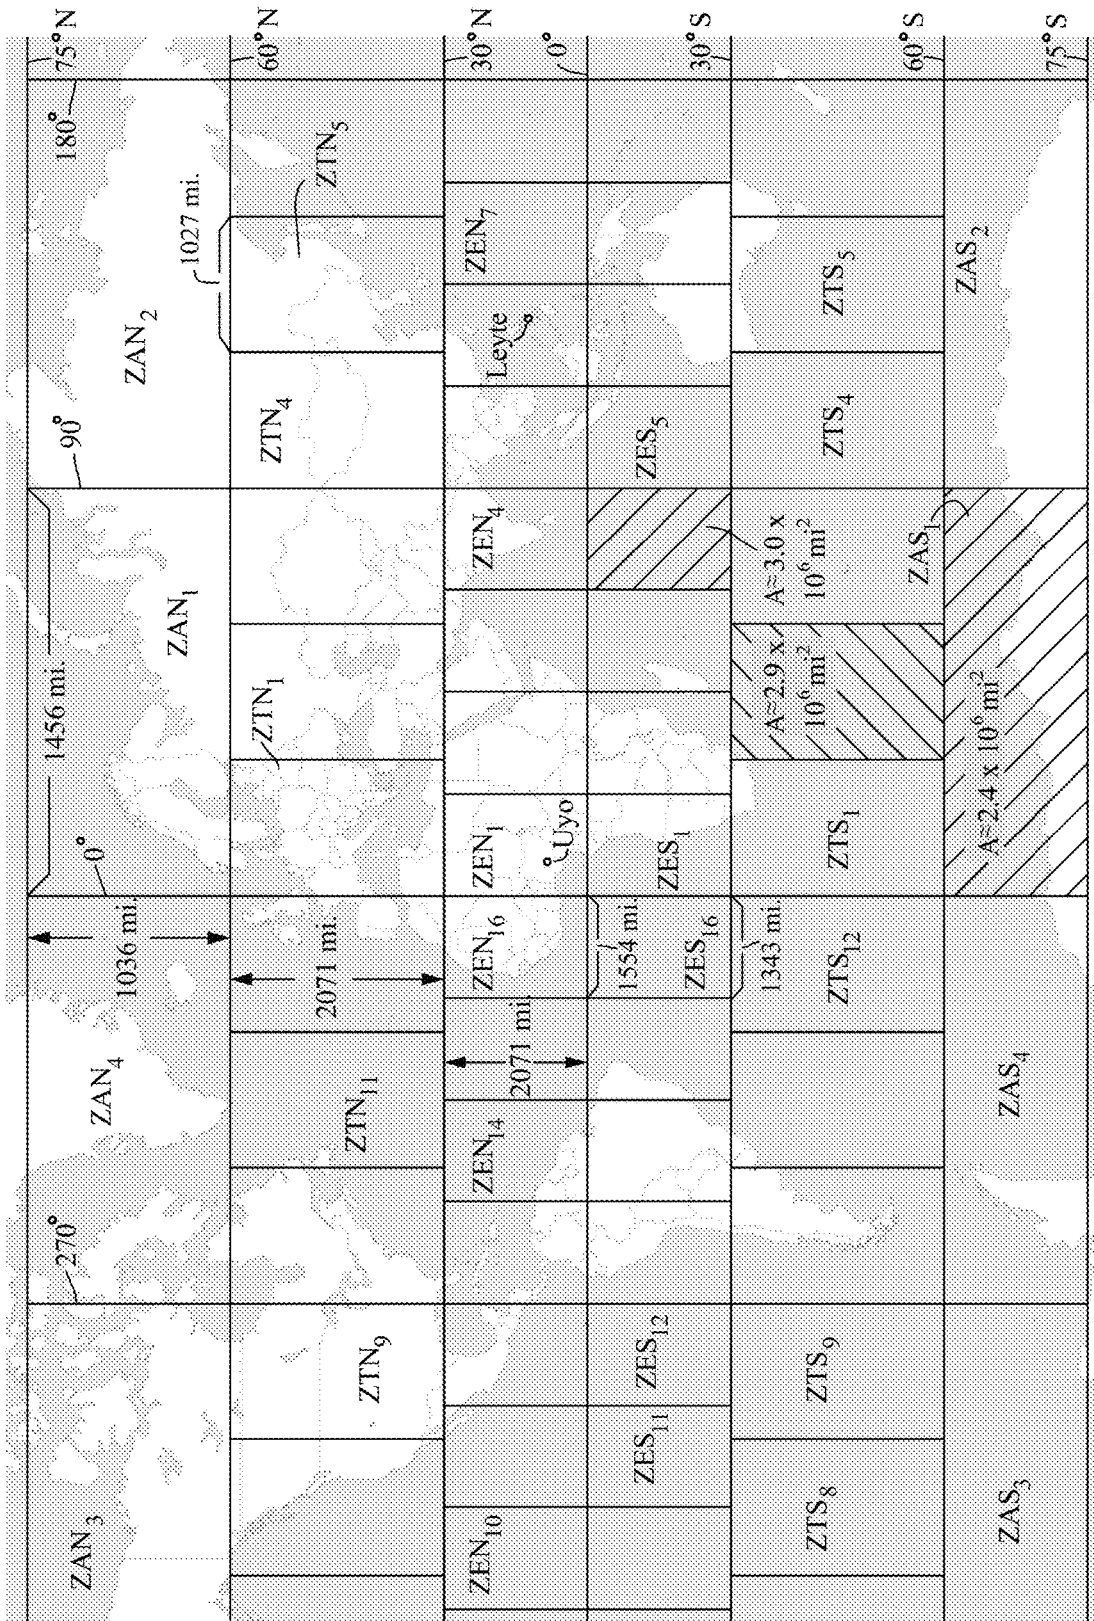 75°N
60°N
30°N
0°
30°S
60°S
75°S
180°
90°
0°
270°
1456 mi.
1036 mi.
1027 mi.
2071 mi.
2071 mi.
1554 mi.
1343 mi.
ZAN3
ZAN4
ZAN1
ZAN2
ZTN9
ZTN11
ZTN1
ZTN4
ZTN5
ZEN10
ZEN14
ZEN16
ZEN1
ZEN4
ZEN7
Uyo
Leyte
ZES11
ZES12
ZES16
ZES1
ZES5
A≈3.0 x
10⁶ mi²
A≈2.9 x
10⁶ mi²
ZTS8
ZTS9
ZTS12
ZTS1
ZTS4
ZTS5
ZAS3
ZAS4
ZAS1
ZAS2
A≈2.4 x 10⁶ mi²